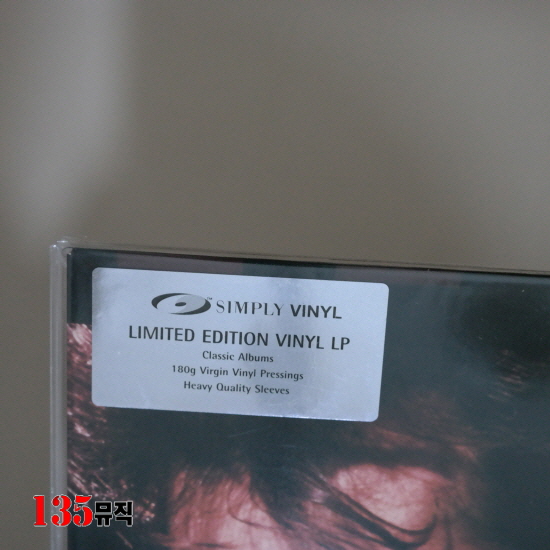 SIMPLY VINYL
LIMITED EDITION VINYL LP
Classic Albums
180g Virgin Vinyl Pressings
Heavy Quality Sleeves
135뮤직